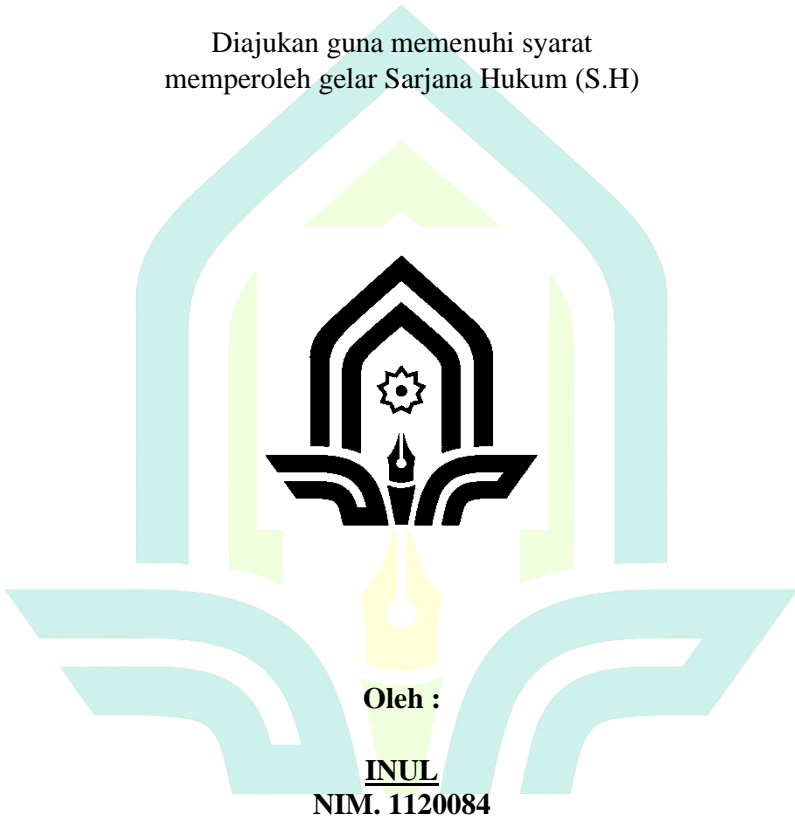 Diajukan guna memenuhi syarat
memperoleh gelar Sarjana Hukum (S.H)
Oleh :
INUL
NIM. 1120084